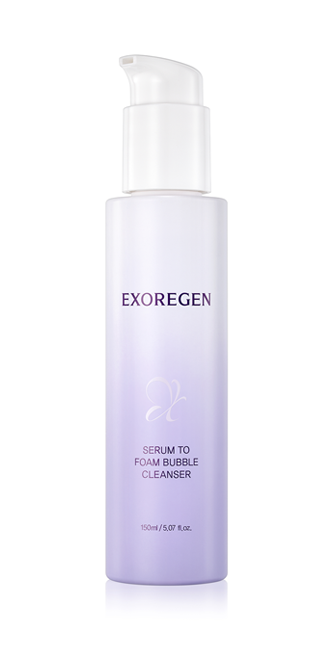 EXOREGEN
SERUM TO
FOAM BUBBLE
CLEANSER
150ml / 5.07 fl.oz.